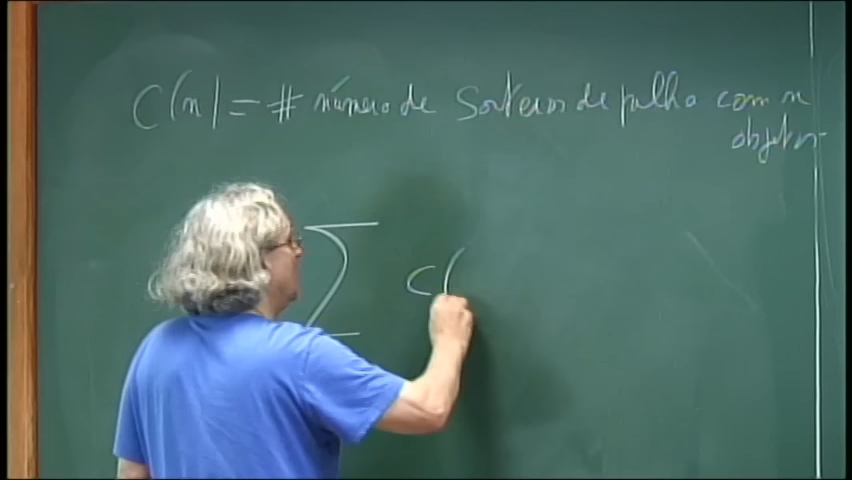 C(n) = # número de Sorteios de palha com n
objetos
∑ C(